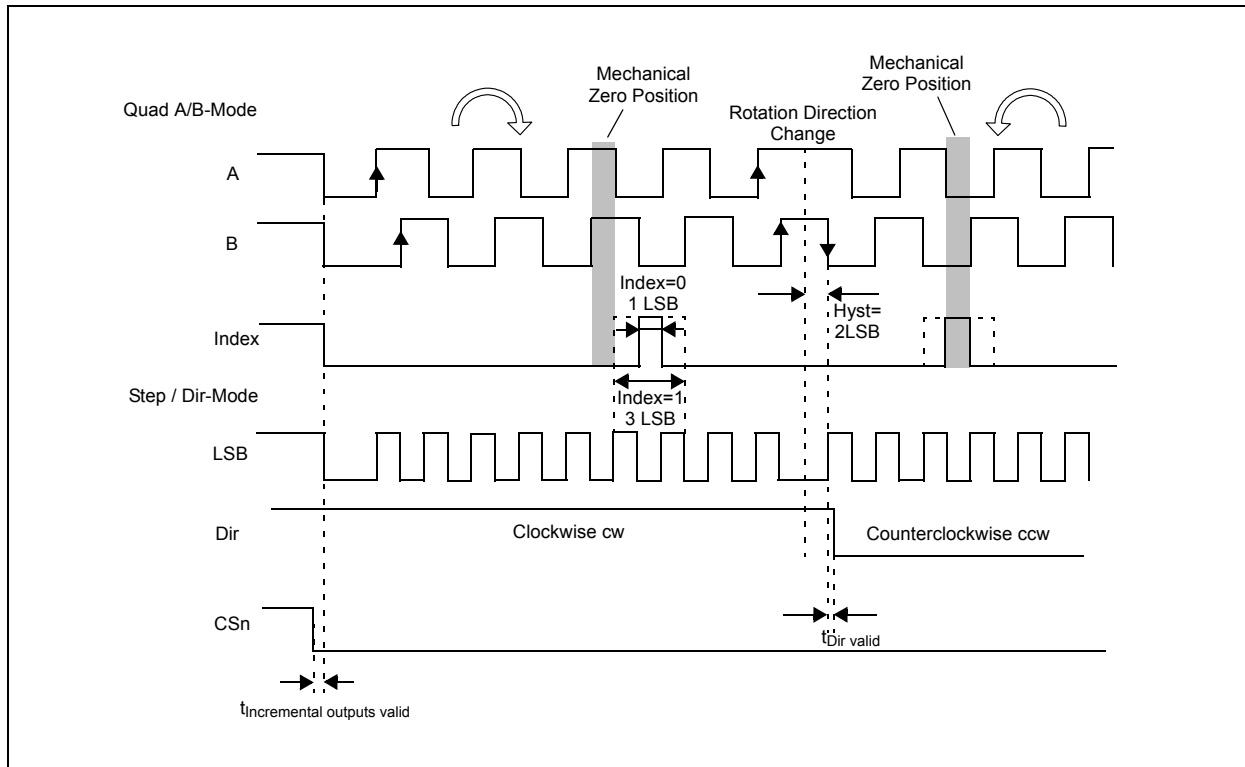 Mechanical
Zero Position
Mechanical
Zero Position
Quad A/B-Mode
Rotation Direction
Change
A
B
Index=0
1 LSB
Hyst=
2LSB
Index
Step / Dir-Mode
Index=1
3 LSB
LSB
Dir
Clockwise cw
Counterclockwise ccw
CSn
tDir valid
tIncremental outputs valid